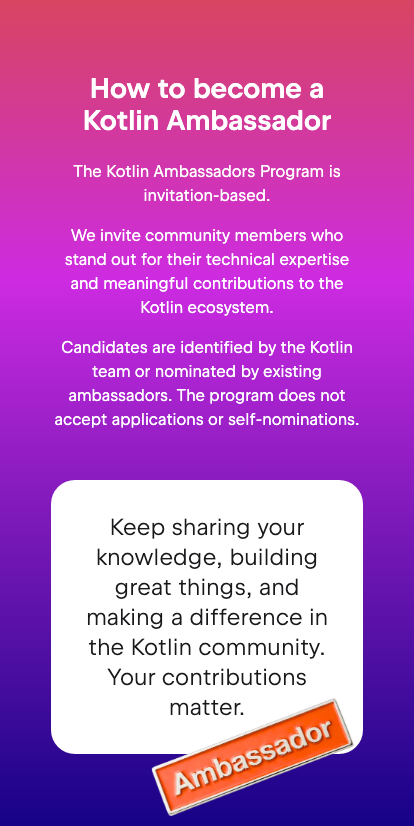 How to become a
Kotlin Ambassador
The Kotlin Ambassadors Program is
invitation-based.
We invite community members who
stand out for their technical expertise
and meaningful contributions to the
Kotlin ecosystem.
Candidates are identified by the Kotlin
team or nominated by existing
ambassadors. The program does not
accept applications or self-nominations.
Keep sharing your
knowledge, building
great things, and
making a difference in
the Kotlin community.
Your contributions
matter.
Ambassador